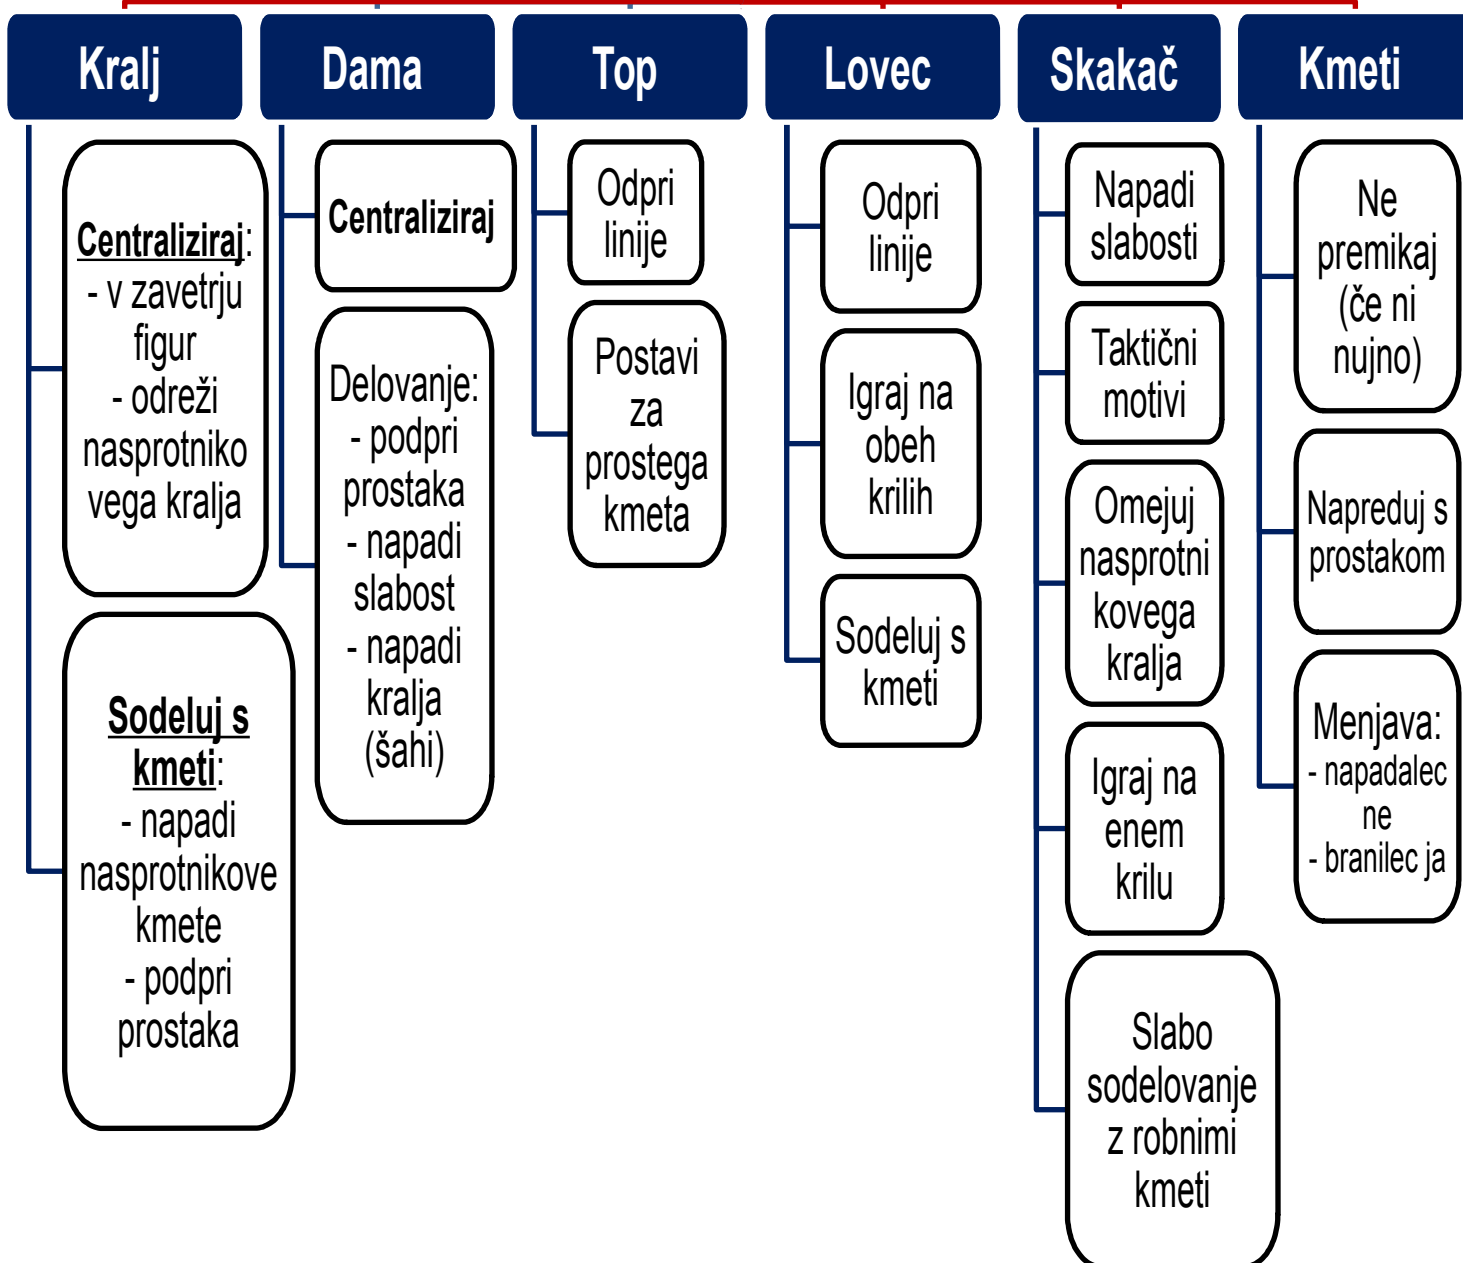 Kralj
Centraliziraj:
- v zavetrju
figur
- odreži
nasprotniko
vega kralja
Sodeluj s
kmeti:
- napadi
nasprotnikove
kmete
- podpri
prostaka
Dama
Centraliziraj
Delovanje:
- podpri
prostaka
- napadi
slabost
- napadi
kralja
(šahi)
Top
Odpri
linije
Postavi
za
prostega
kmeta
Lovec
Odpri
linije
Igraj na
obeh
krilih
Sodeluj s
kmeti
Skakač
Napadi
slabosti
Taktični
motivi
Omejuj
nasprotni
kovega
kralja
Igraj na
enem
krilu
Slabo
sodelovanje
z robnimi
kmeti
Kmeti
Ne
premikaj
(če ni
nujno)
Napreduj s
prostakom
Menjava:
- napadalec
ne
- branilec ja